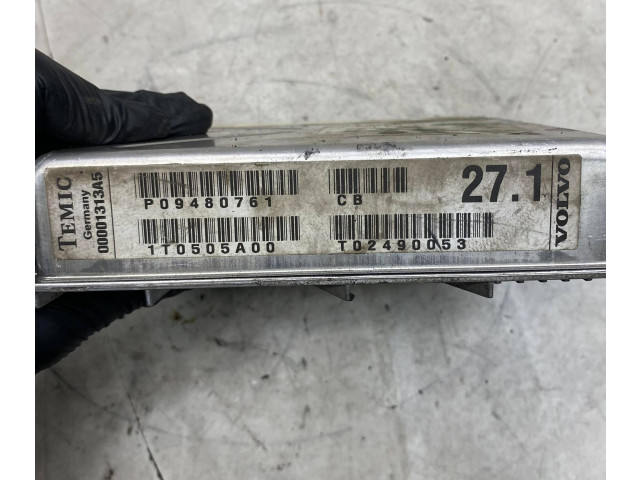 TEMIC
Germany
00001313A5
P09480761
CB
27.1
1T0505A00
T02490053
VOLVO